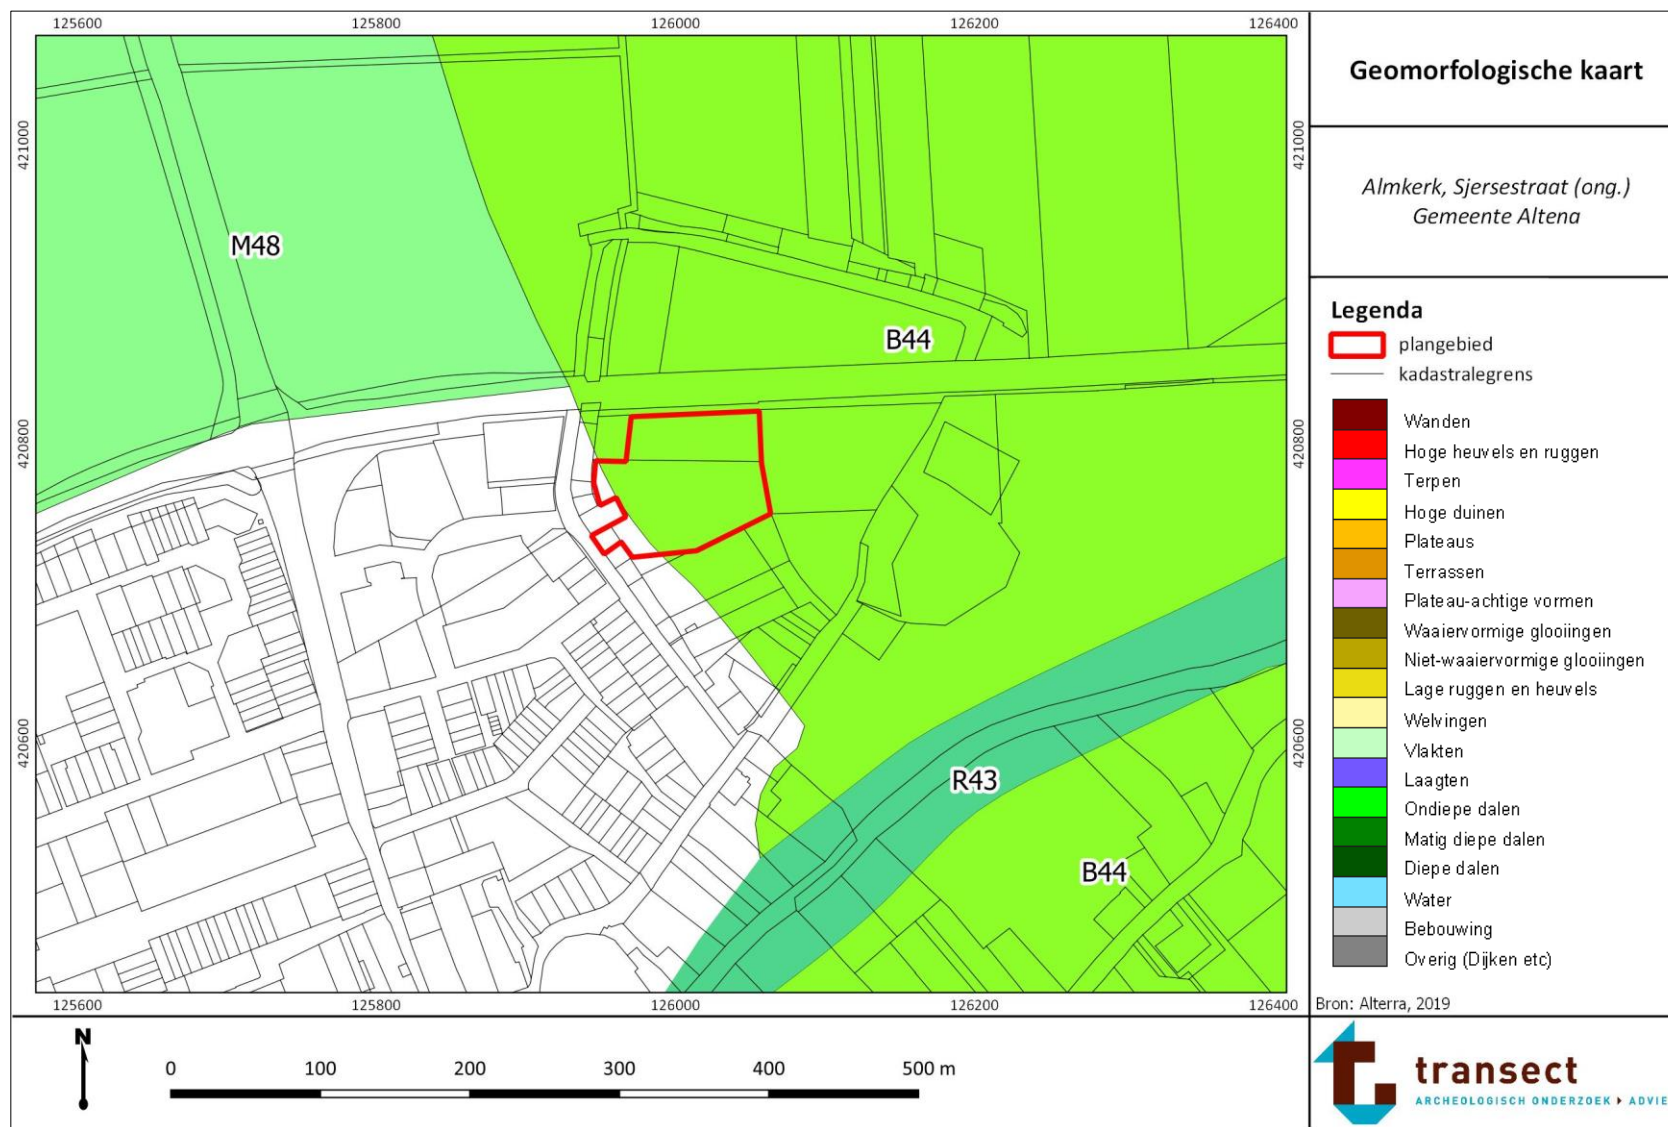 125600 125800 126000 126200 126400
421000
420800
420600
421000
420800
420600
M48
B44
R43
B44
125600 125800 126000 126200 126400
N
0 100 200 300 400 500 m
Geomorfologische kaart
Almkerk, Sjersestraat (ong.)
Gemeente Altena
Legenda
plangebied
kadastralegrens
Wanden
Hoge heuvels en ruggen
Terpen
Hoge duinen
Plateaus
Terrassen
Plateau-achtige vormen
Waaiervormige glooiingen
Niet-waaiervormige glooiingen
Lage ruggen en heuvels
Welvingen
Vlakten
Laagten
Ondiepe dalen
Matig diepe dalen
Diepe dalen
Water
Bebouwing
Overig (Dijken etc)
Bron: Alterra, 2019
transect
ARCHEOLOGISCH ONDERZOEK ▸ ADVIE